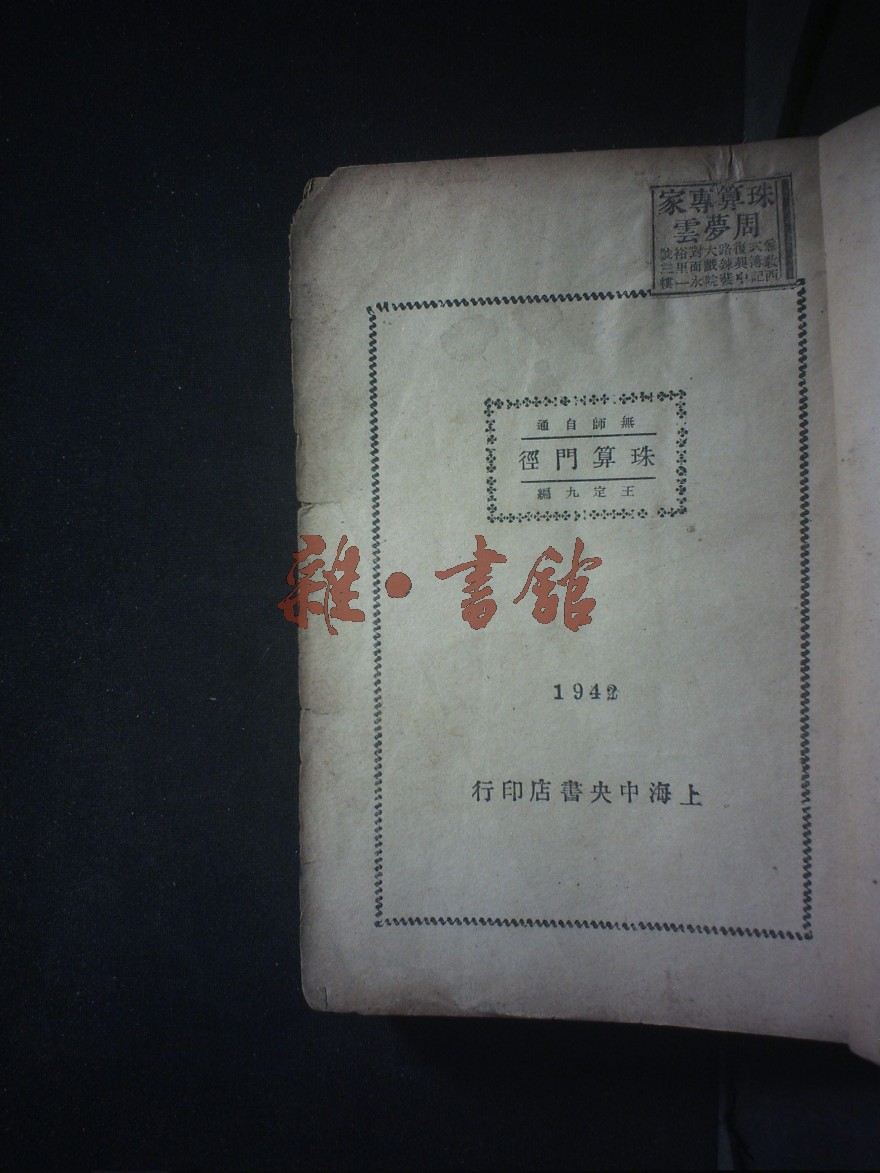 珠算專家
周夢雲
無師自通
珠算門徑
王定九編
雜·書館
1942
上海中央書店印行